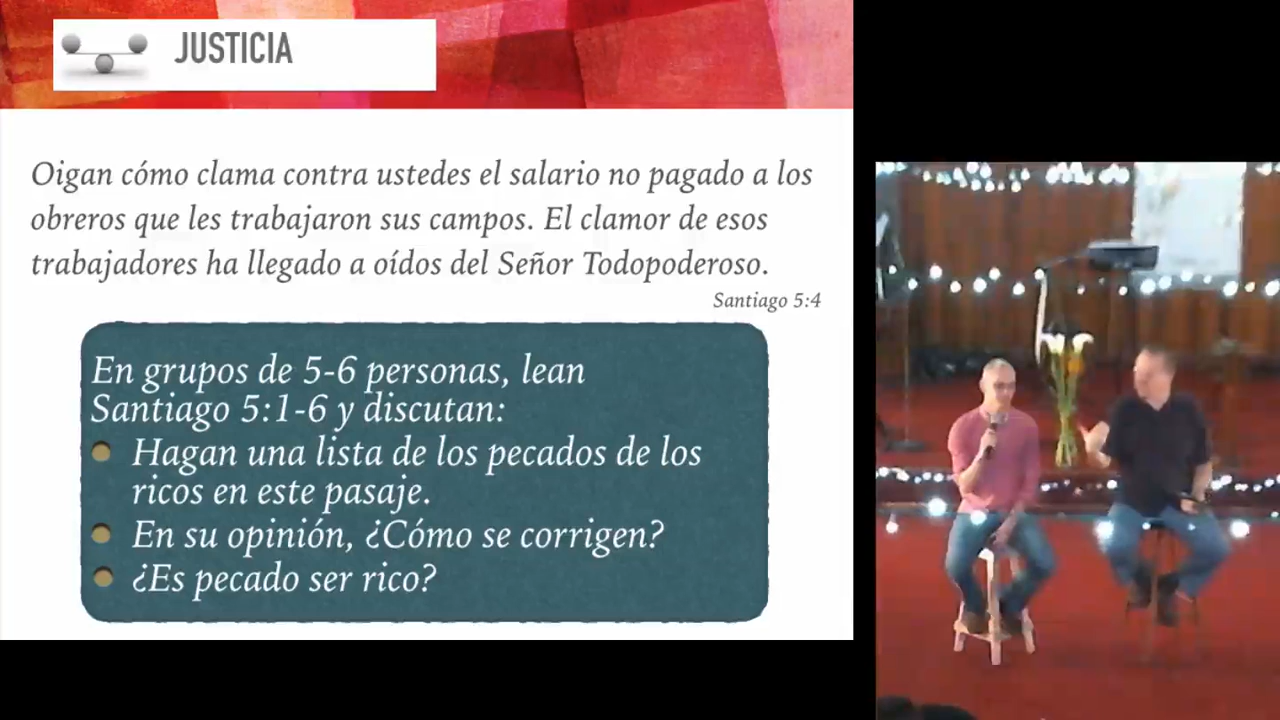 JUSTICIA
Oigan cómo clama contra ustedes el salario no pagado a los
obreros que les trabajaron sus campos. El clamor de esos
trabajadores ha llegado a oídos del Señor Todopoderoso.
Santiago 5:4
En grupos de 5-6 personas, lean
Santiago 5:1-6 y discutan:
Hagan una lista de los pecados de los
ricos en este pasaje.
En su opinión, ¿Cómo se corrigen?
¿Es pecado ser rico?